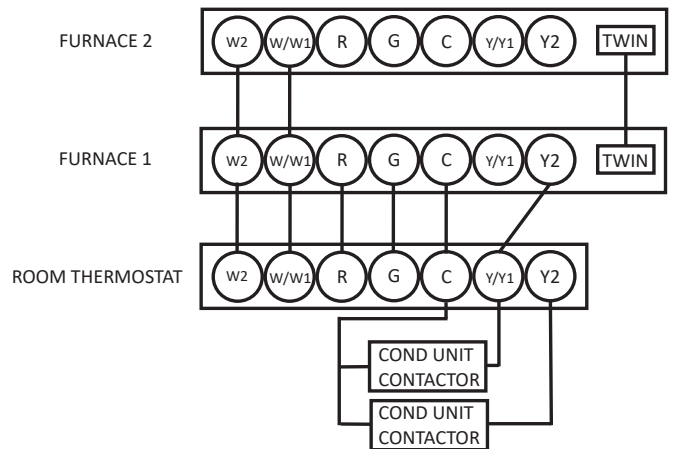 FURNACE 2 W2 W/W1 R G C Y/Y1 Y2 TWIN
FURNACE 1 W2 W/W1 R G C Y/Y1 Y2 TWIN
ROOM THERMOSTAT W2 W/W1 R G C Y/Y1 Y2
COND UNIT
CONTACTOR
COND UNIT
CONTACTOR